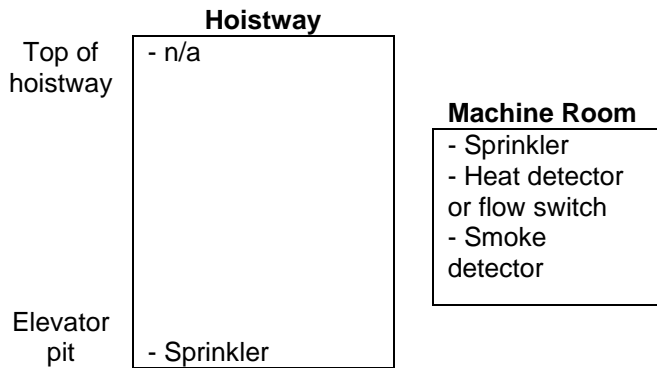 Hoistway
Top of
hoistway
- n/a
Machine Room
- Sprinkler
- Heat detector
or flow switch
- Smoke
detector
Elevator
pit
- Sprinkler